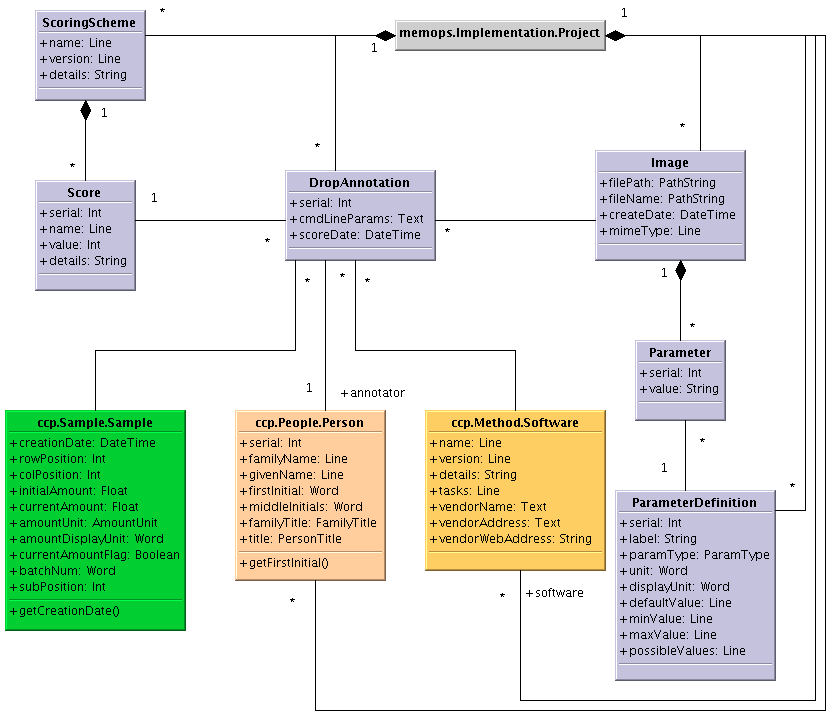 ScoringScheme
+name: Line
+version: Line
+details: String
*
1
memops.Implementation.Project
1
1
*
Score
+serial: Int
+name: Line
+value: Int
+details: String
1
*
*
DropAnnotation
+serial: Int
+cmdLineParams: Text
+scoreDate: DateTime
*
*
Image
+filePath: PathString
+fileName: PathString
+createDate: DateTime
+mimeType: Line
*
*
*
1
*
Parameter
+serial: Int
+value: String
1
+annotator
*
1
*
ccp.Sample.Sample
+creationDate: DateTime
+rowPosition: Int
+colPosition: Int
+initialAmount: Float
+currentAmount: Float
+amountUnit: AmountUnit
+amountDisplayUnit: Word
+currentAmountFlag: Boolean
+batchNum: Word
+subPosition: Int
+getCreationDate()
ccp.People.Person
+serial: Int
+familyName: Line
+givenName: Line
+firstInitial: Word
+middleInitials: Word
+familyTitle: FamilyTitle
+title: PersonTitle
+getFirstInitial()
*
ccp.Method.Software
+name: Line
+version: Line
+details: String
+tasks: Line
+vendorName: Text
+vendorAddress: Text
+vendorWebAddress: String
*
+software
ParameterDefinition
+serial: Int
+label: String
+paramType: ParamType
+unit: Word
+displayUnit: Word
+defaultValue: Line
+minValue: Line
+maxValue: Line
+possibleValues: Line